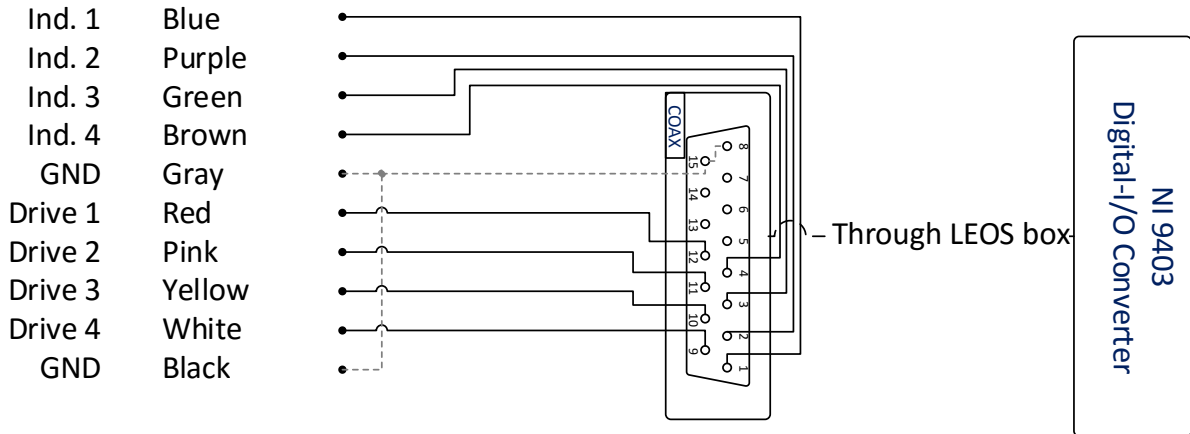 Ind. 1 Blue
Ind. 2 Purple
Ind. 3 Green
Ind. 4 Brown
GND Gray
Drive 1 Red
Drive 2 Pink
Drive 3 Yellow
Drive 4 White
GND Black
COAX
8
15
7
14
6
13
5
12
4
11
3
10
2
9
1
Through LEOS box
NI 9403
Digital-I/O Converter